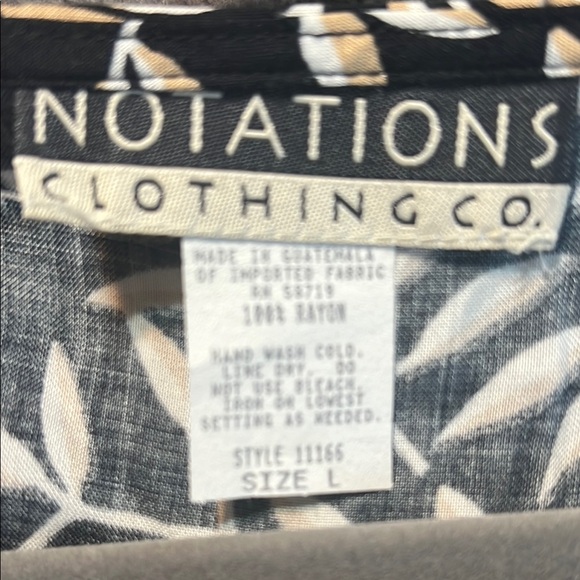 NOTATIONS
CLOTHING CO.
MADE IN GUATEMALA
OF IMPORTED FABRIC
RN 58719
100% RAYON
HAND WASH COLD.
LINE DRY. DO
NOT USE BLEACH.
IRON ON LOWEST
SETTING AS NEEDED.
STYLE 11166
SIZE L